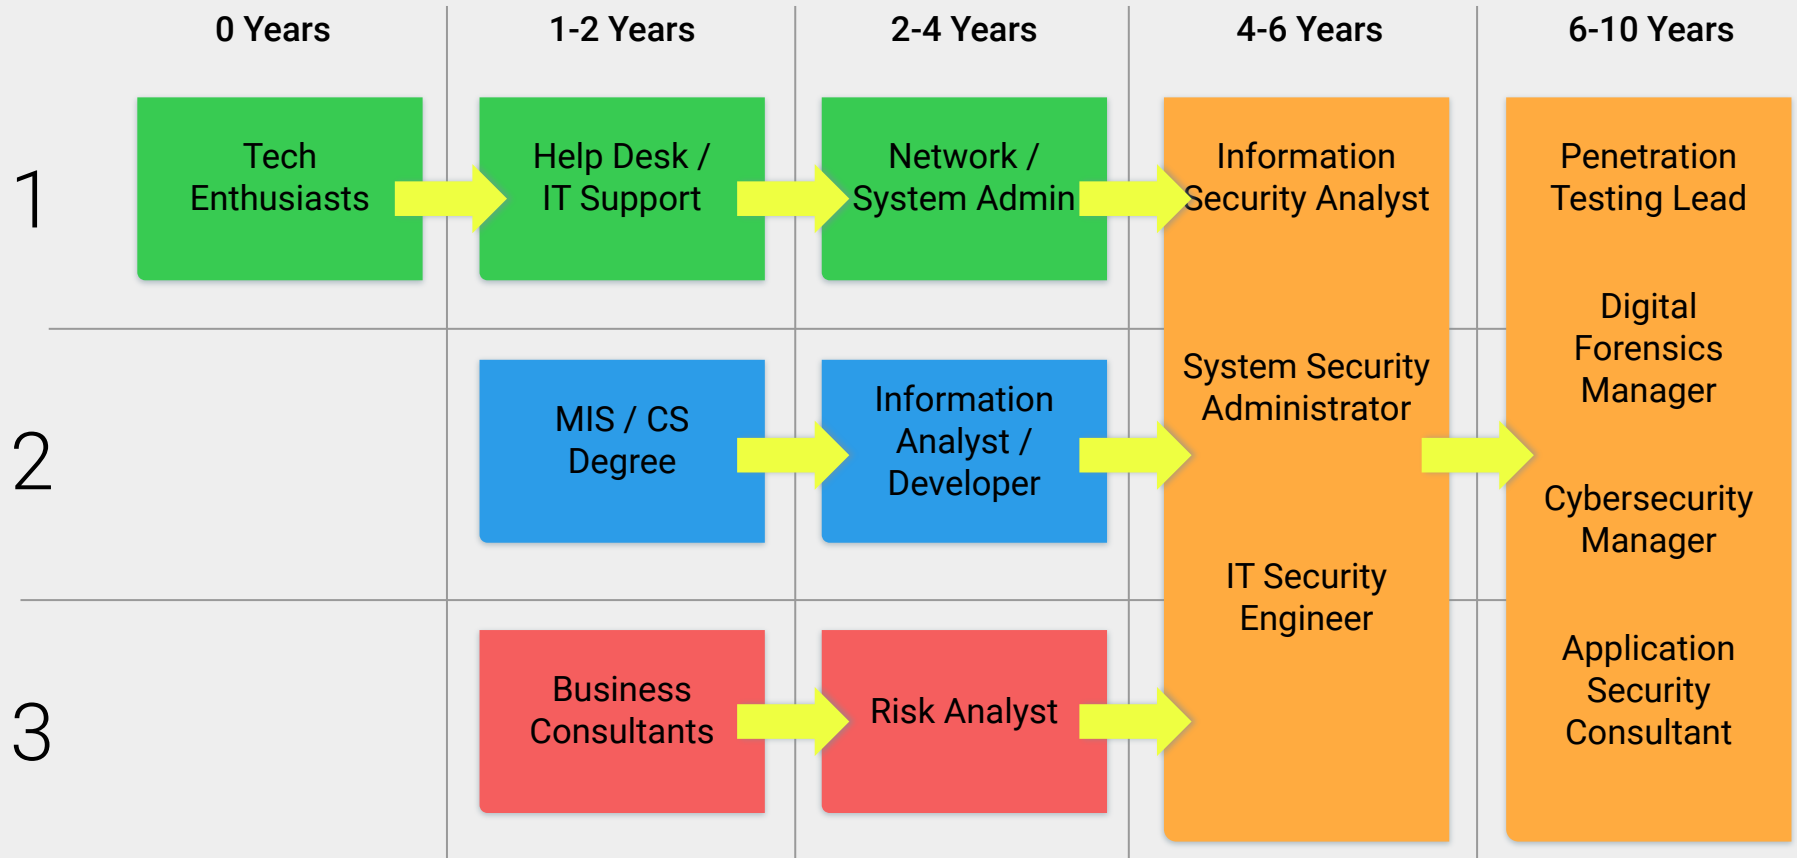 0 Years
1-2 Years
2-4 Years
4-6 Years
6-10 Years
1
Tech
Enthusiasts
Help Desk /
IT Support
Network /
System Admin
Information
Security Analyst
System Security
Administrator
IT Security
Engineer
Penetration
Testing Lead
Digital
Forensics
Manager
Cybersecurity
Manager
Application
Security
Consultant
2
MIS / CS
Degree
Information
Analyst /
Developer
3
Business
Consultants
Risk Analyst